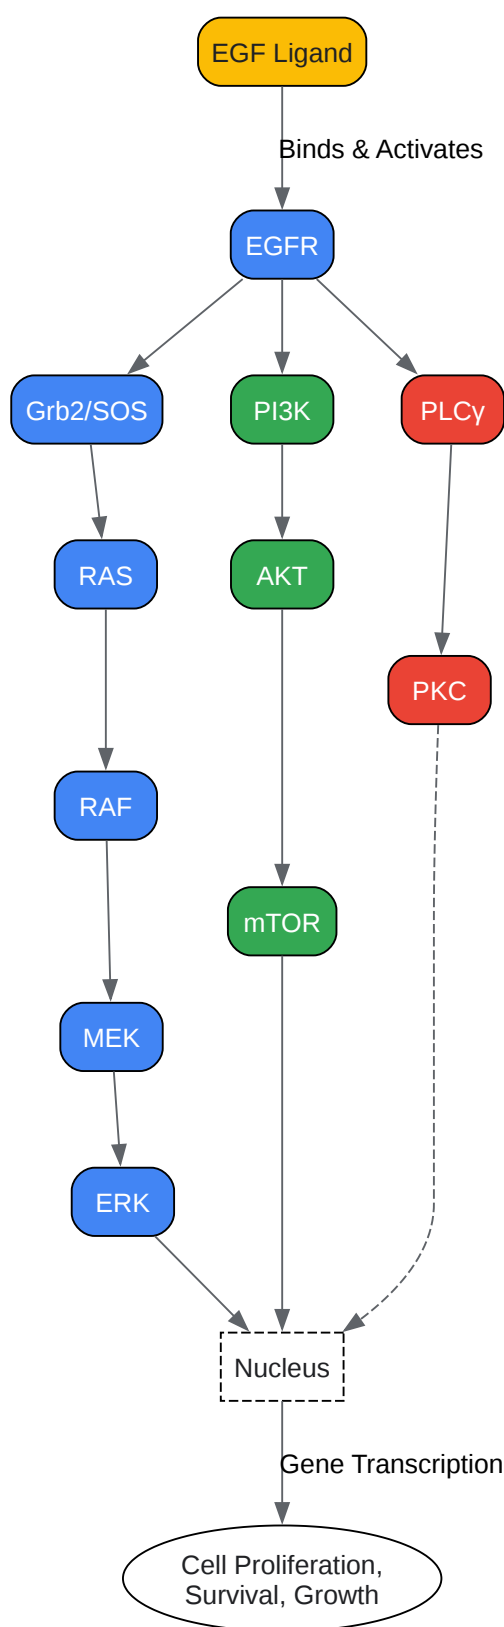 EGF Ligand
Binds & Activates
EGFR
Grb2/SOS
PI3K
PLCγ
RAS
AKT
PKC
RAF
mTOR
MEK
ERK
Nucleus
Gene Transcription
Cell Proliferation,
Survival, Growth